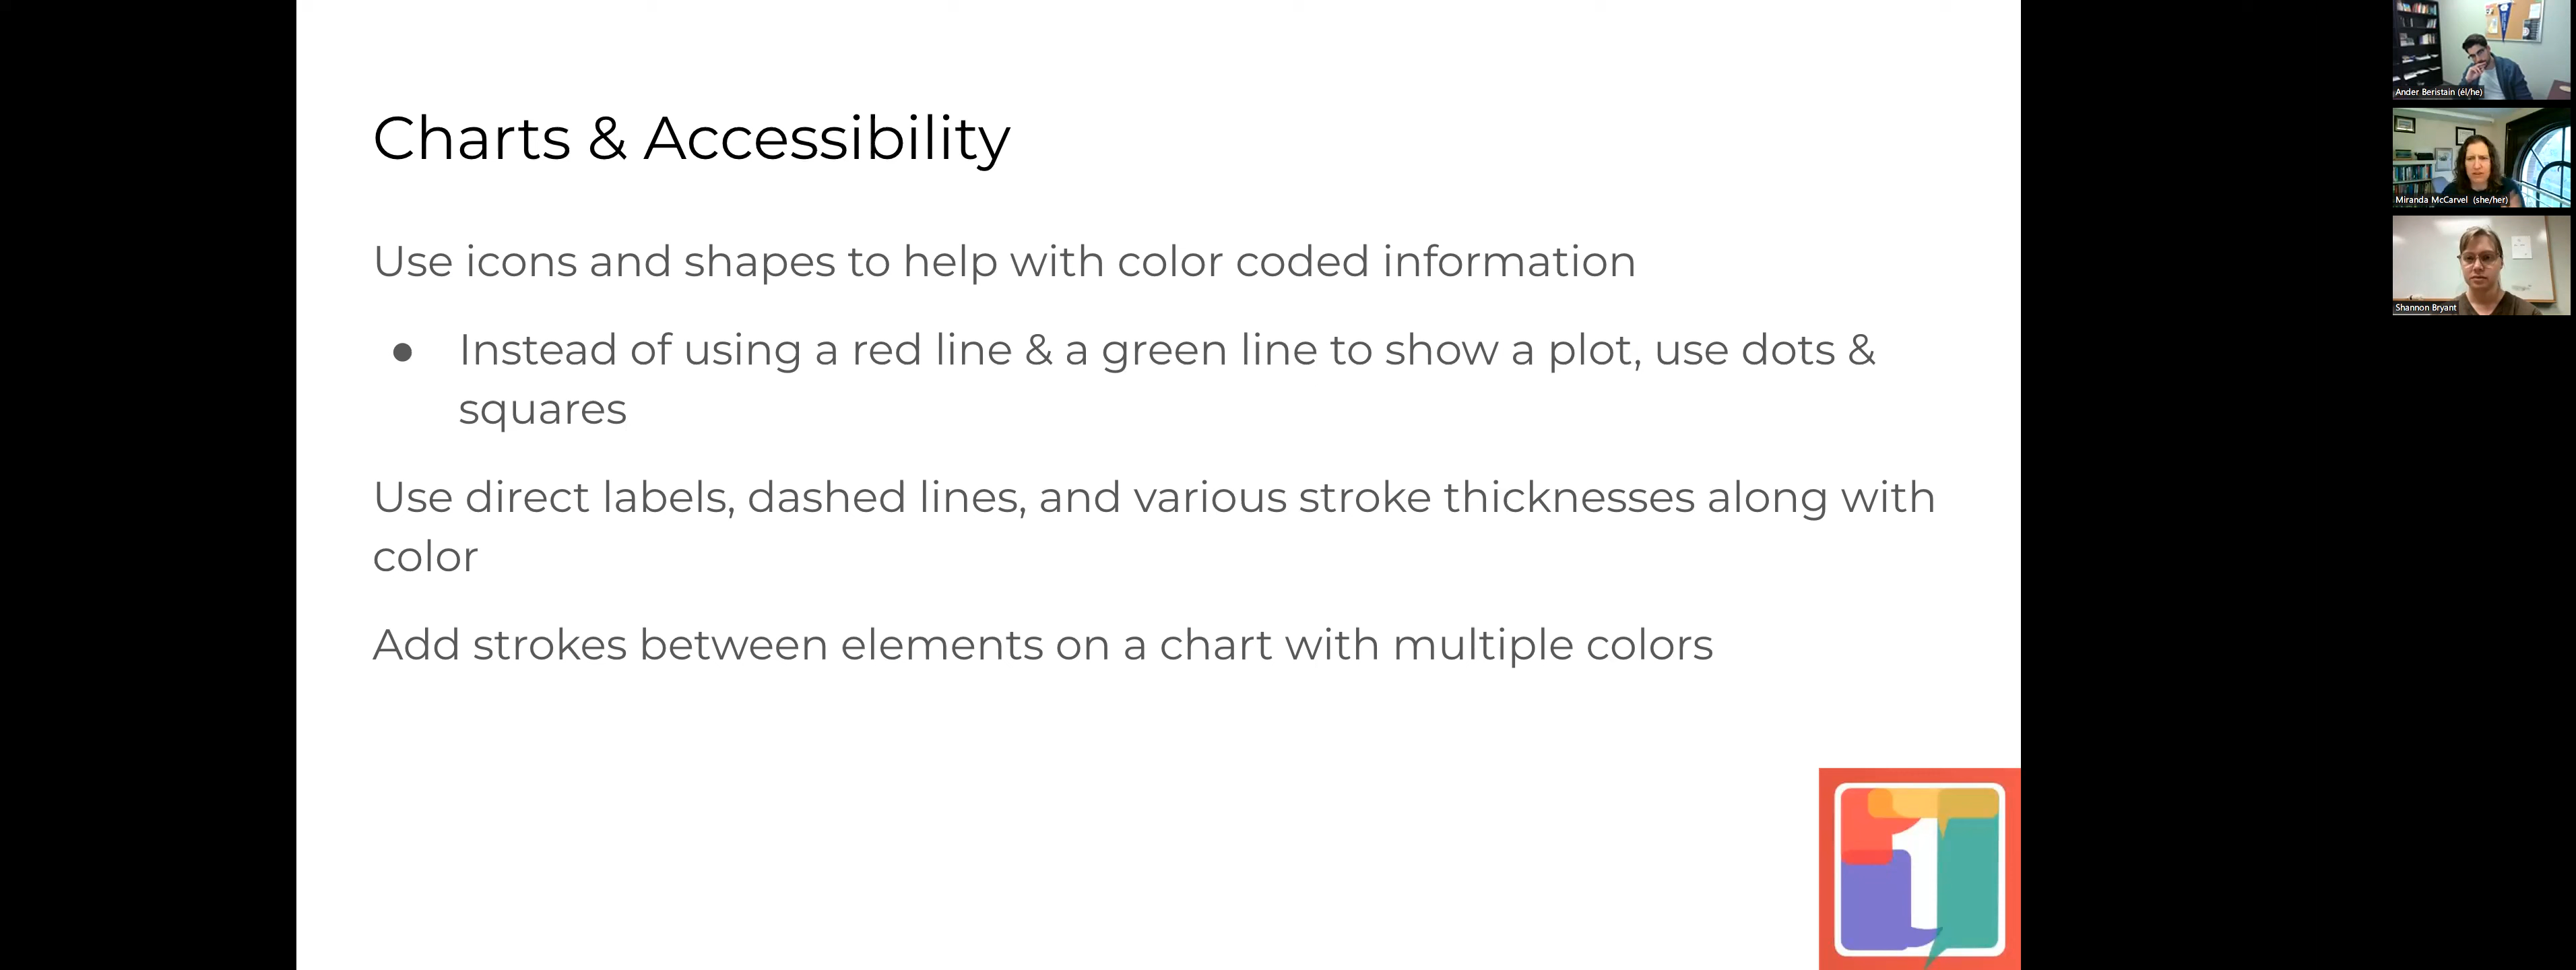 Charts & Accessibility
Use icons and shapes to help with color coded information
● Instead of using a red line & a green line to show a plot, use dots &
squares
Use direct labels, dashed lines, and various stroke thicknesses along with
color
Add strokes between elements on a chart with multiple colors
1
Ander Beristain (él/he)
Miranda McCarvel (she/her)
Shannon Bryant